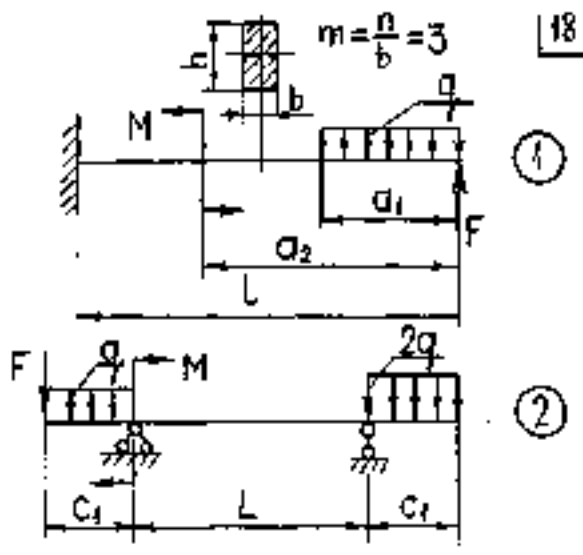 m = n/b = 3
18
h
b
M
q
1
a₁
F
a₂
l
F
q
M
2q
2
c₁
L
c₁